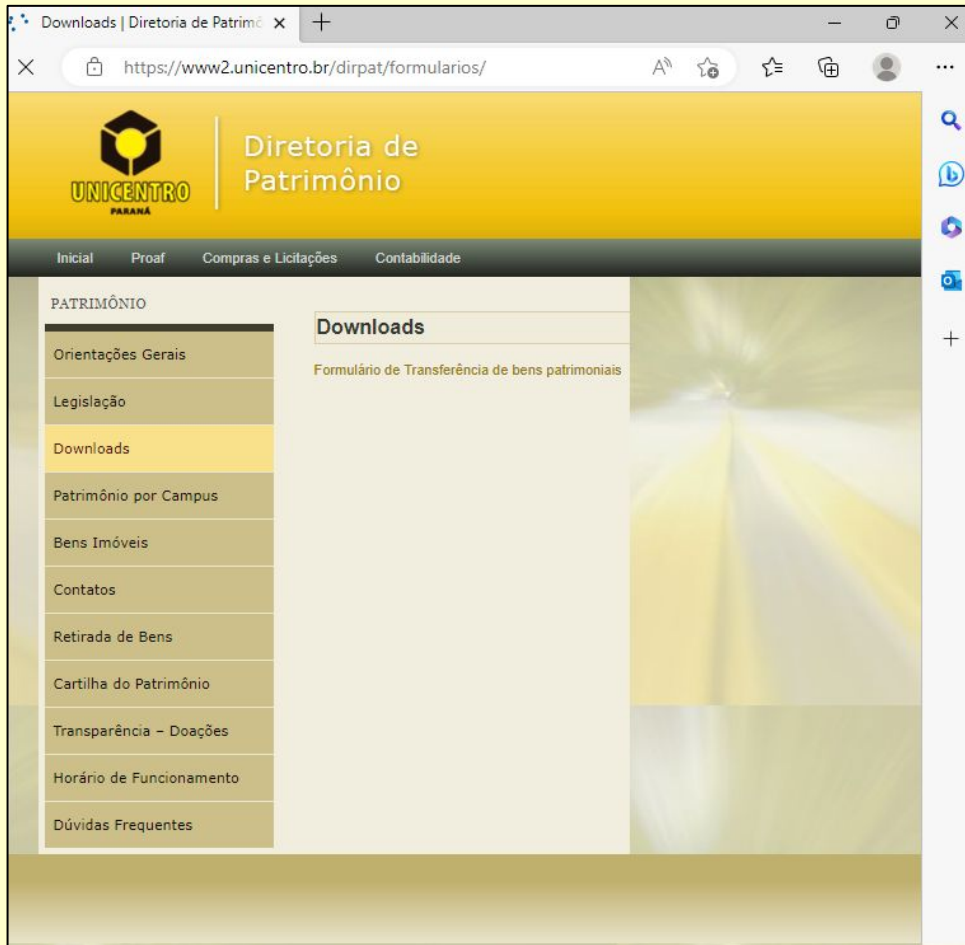 Downloads | Diretoria de Patrimô
https://www2.unicentro.br/dirpat/formularios/
UNICENTRO
PARANÁ
Diretoria de
Patrimônio
Inicial Proaf Compras e Licitações Contabilidade
PATRIMÔNIO
Orientações Gerais
Legislação
Downloads
Patrimônio por Campus
Bens Imóveis
Contatos
Retirada de Bens
Cartilha do Patrimônio
Transparência – Doações
Horário de Funcionamento
Dúvidas Frequentes
Downloads
Formulário de Transferência de bens patrimoniais